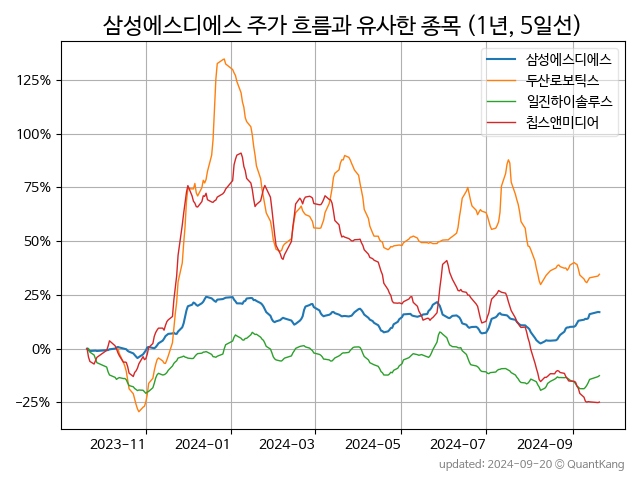 삼성에스디에스 주가 흐름과 유사한 종목 (1년, 5일선)
삼성에스디에스
두산로보틱스
일진하이솔루스
칩스앤미디어
125%
100%
75%
50%
25%
0%
−25%
2023-11 2024-01 2024-03 2024-05 2024-07 2024-09
updated: 2024-09-20 © QuantKang